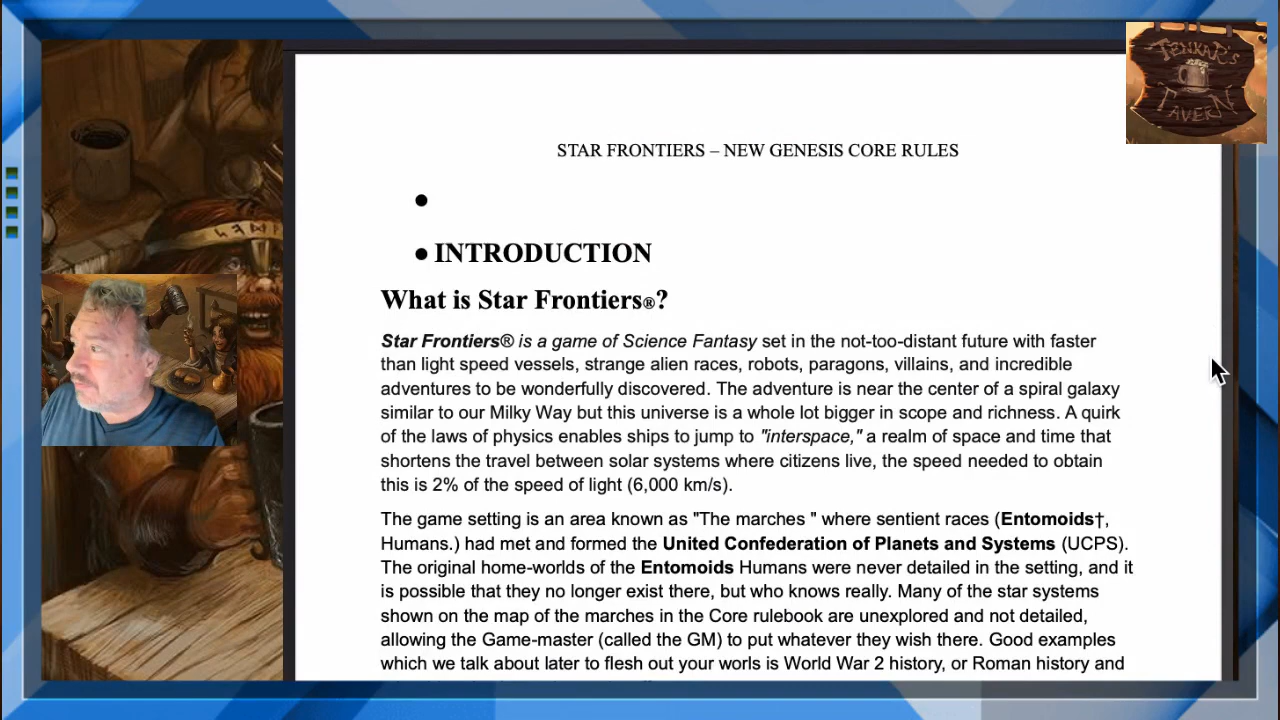 TENKAR'S
TAVERN
STAR FRONTIERS – NEW GENESIS CORE RULES
●
● INTRODUCTION
What is Star Frontiers®?
Star Frontiers® is a game of Science Fantasy set in the not-too-distant future with faster
than light speed vessels, strange alien races, robots, paragons, villains, and incredible
adventures to be wonderfully discovered. The adventure is near the center of a spiral galaxy
similar to our Milky Way but this universe is a whole lot bigger in scope and richness. A quirk
of the laws of physics enables ships to jump to "interspace," a realm of space and time that
shortens the travel between solar systems where citizens live, the speed needed to obtain
this is 2% of the speed of light (6,000 km/s).
The game setting is an area known as "The marches " where sentient races (Entomoids†,
Humans.) had met and formed the United Confederation of Planets and Systems (UCPS).
The original home-worlds of the Entomoids Humans were never detailed in the setting, and it
is possible that they no longer exist there, but who knows really. Many of the star systems
shown on the map of the marches in the Core rulebook are unexplored and not detailed,
allowing the Game-master (called the GM) to put whatever they wish there. Good examples
which we talk about later to flesh out your worls is World War 2 history, or Roman history and